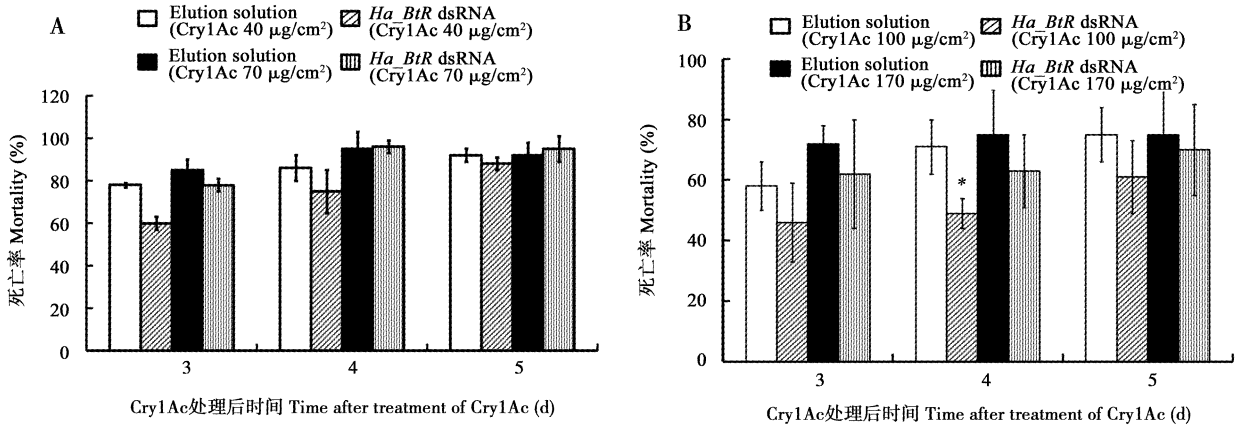 A
Elution solution
(Cry1Ac 40 μg/cm²)
Ha_BtR dsRNA
(Cry1Ac 40 μg/cm²)
Elution solution
(Cry1Ac 70 μg/cm²)
Ha_BtR dsRNA
(Cry1Ac 70 μg/cm²)
120
100
80
60
40
20
0
死亡率 Mortality (%)
3
4
5
Cry1Ac处理后时间 Time after treatment of Cry1Ac (d)
B
Elution solution
(Cry1Ac 100 μg/cm²)
Ha_BtR dsRNA
(Cry1Ac 100 μg/cm²)
Elution solution
(Cry1Ac 170 μg/cm²)
Ha_BtR dsRNA
(Cry1Ac 170 μg/cm²)
100
80
60
40
20
0
死亡率 Mortality (%)
*
3
4
5
Cry1Ac处理后时间 Time after treatment of Cry1Ac (d)